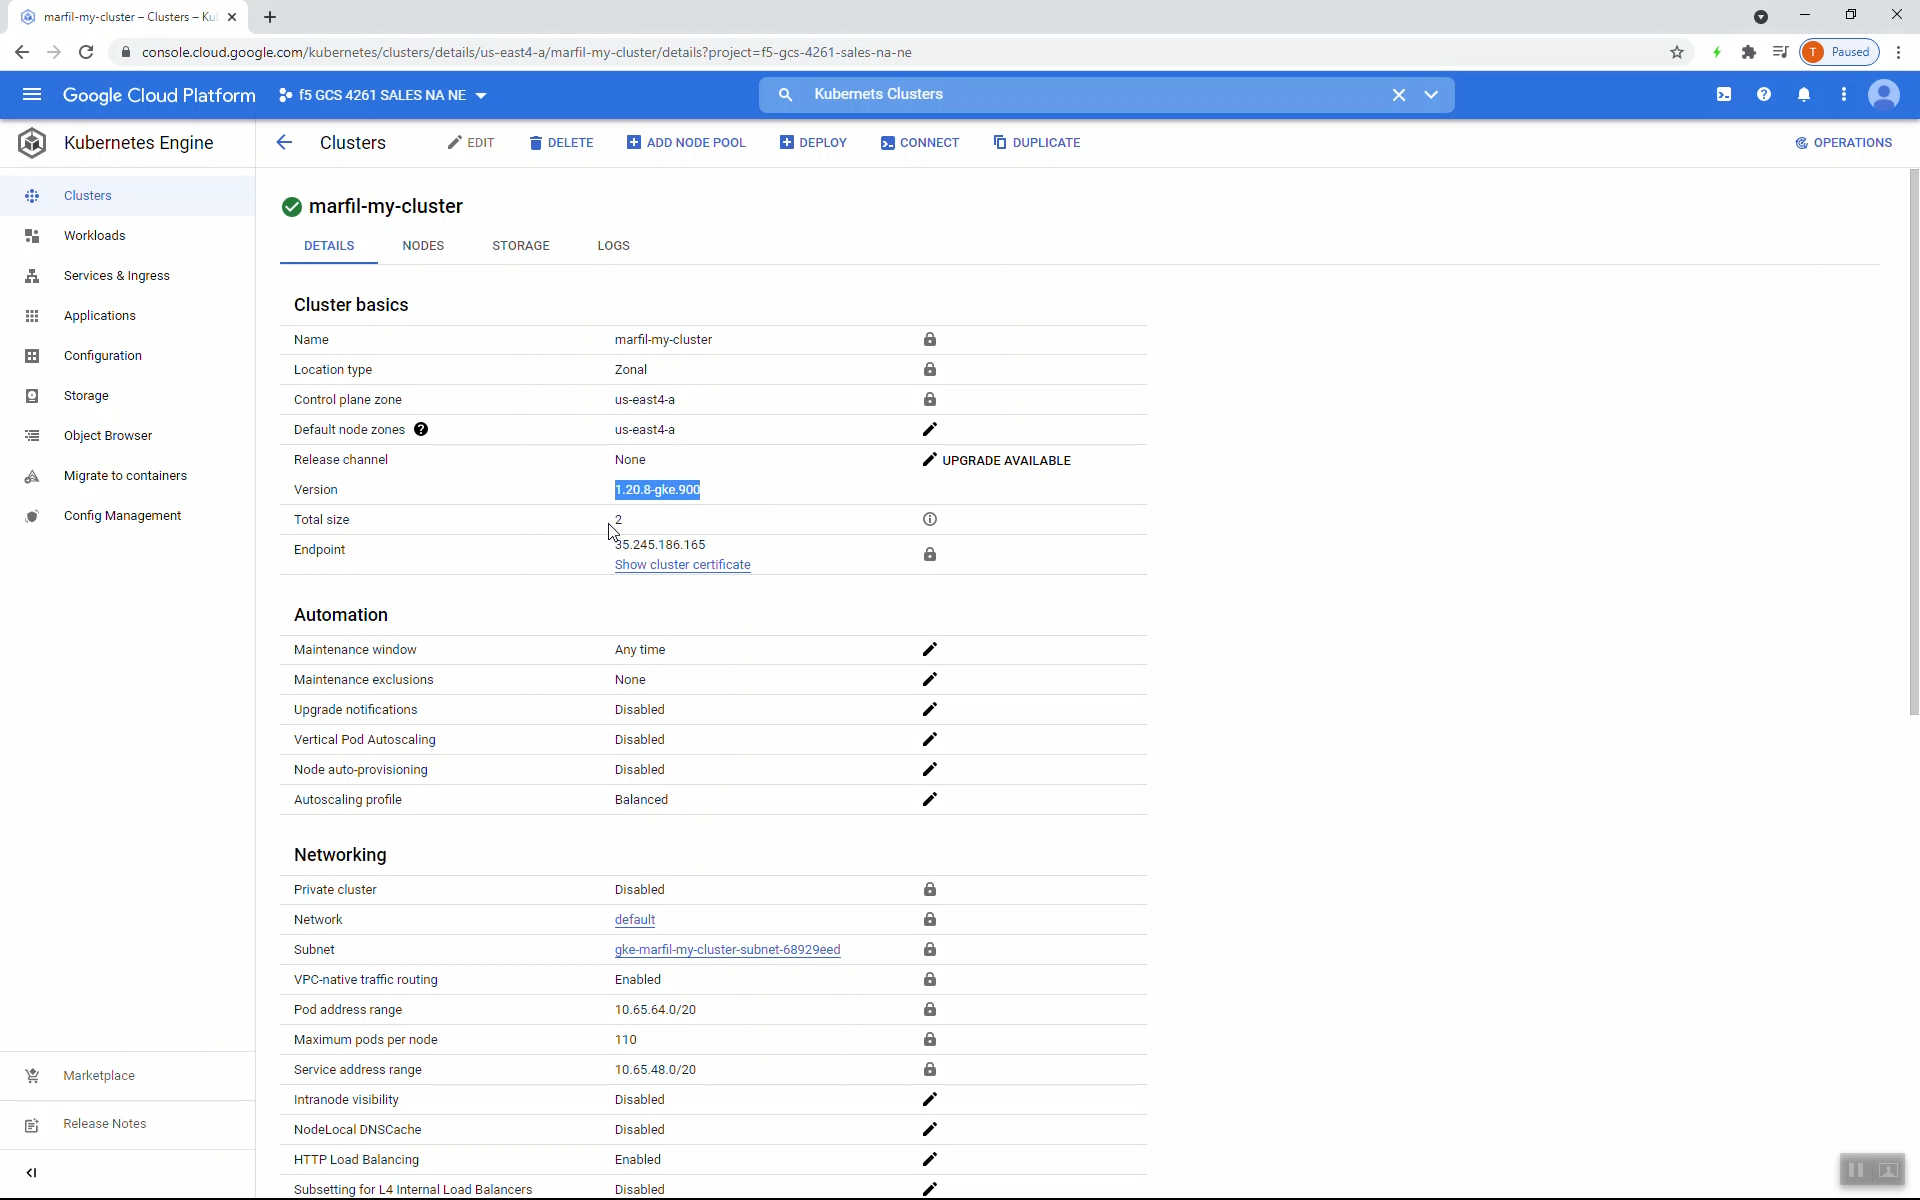 marfil-my-cluster – Clusters – Ku
console.cloud.google.com/kubernetes/clusters/details/us-east4-a/marfil-my-cluster/details?project=f5-gcs-4261-sales-na-ne
T Paused
Google Cloud Platform
f5 GCS 4261 SALES NA NE
Kubernets Clusters
Kubernetes Engine
Clusters
EDIT
DELETE
ADD NODE POOL
DEPLOY
CONNECT
DUPLICATE
OPERATIONS
Clusters
Workloads
Services & Ingress
Applications
Configuration
Storage
Object Browser
Migrate to containers
Config Management
Marketplace
Release Notes
marfil-my-cluster
DETAILS NODES STORAGE LOGS
Cluster basics
Name marfil-my-cluster
Location type Zonal
Control plane zone us-east4-a
Default node zones us-east4-a
Release channel None UPGRADE AVAILABLE
Version 1.20.8-gke.900
Total size 2
Endpoint 35.245.186.165
Show cluster certificate
Automation
Maintenance window Any time
Maintenance exclusions None
Upgrade notifications Disabled
Vertical Pod Autoscaling Disabled
Node auto-provisioning Disabled
Autoscaling profile Balanced
Networking
Private cluster Disabled
Network default
Subnet gke-marfil-my-cluster-subnet-68929eed
VPC-native traffic routing Enabled
Pod address range 10.65.64.0/20
Maximum pods per node 110
Service address range 10.65.48.0/20
Intranode visibility Disabled
NodeLocal DNSCache Disabled
HTTP Load Balancing Enabled
Subsetting for L4 Internal Load Balancers Disabled